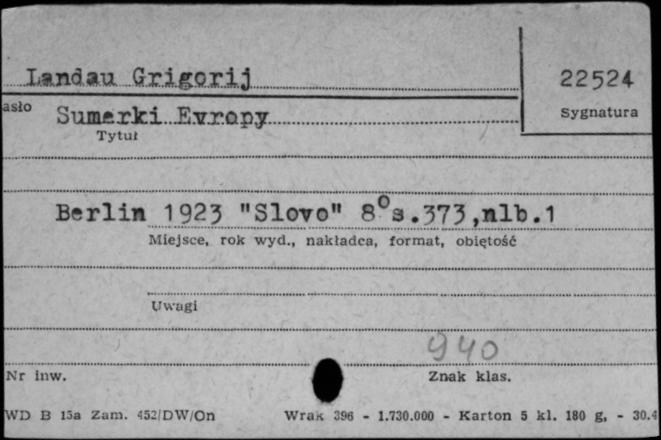 Landau Grigorij
22524
asło
Sumerki Evropy
Sygnatura
Tytuł
Berlin 1923 "Slovo" 8⁰s.373,nlb.1
Miejsce, rok wyd., nakładca, format, obiętość
Uwagi
940
Nr inw.
Znak klas.
WD B 15a Zam. 452/DW/On
Wrak 396 - 1.730.000 - Karton 5 kl. 180 g, - 30.4